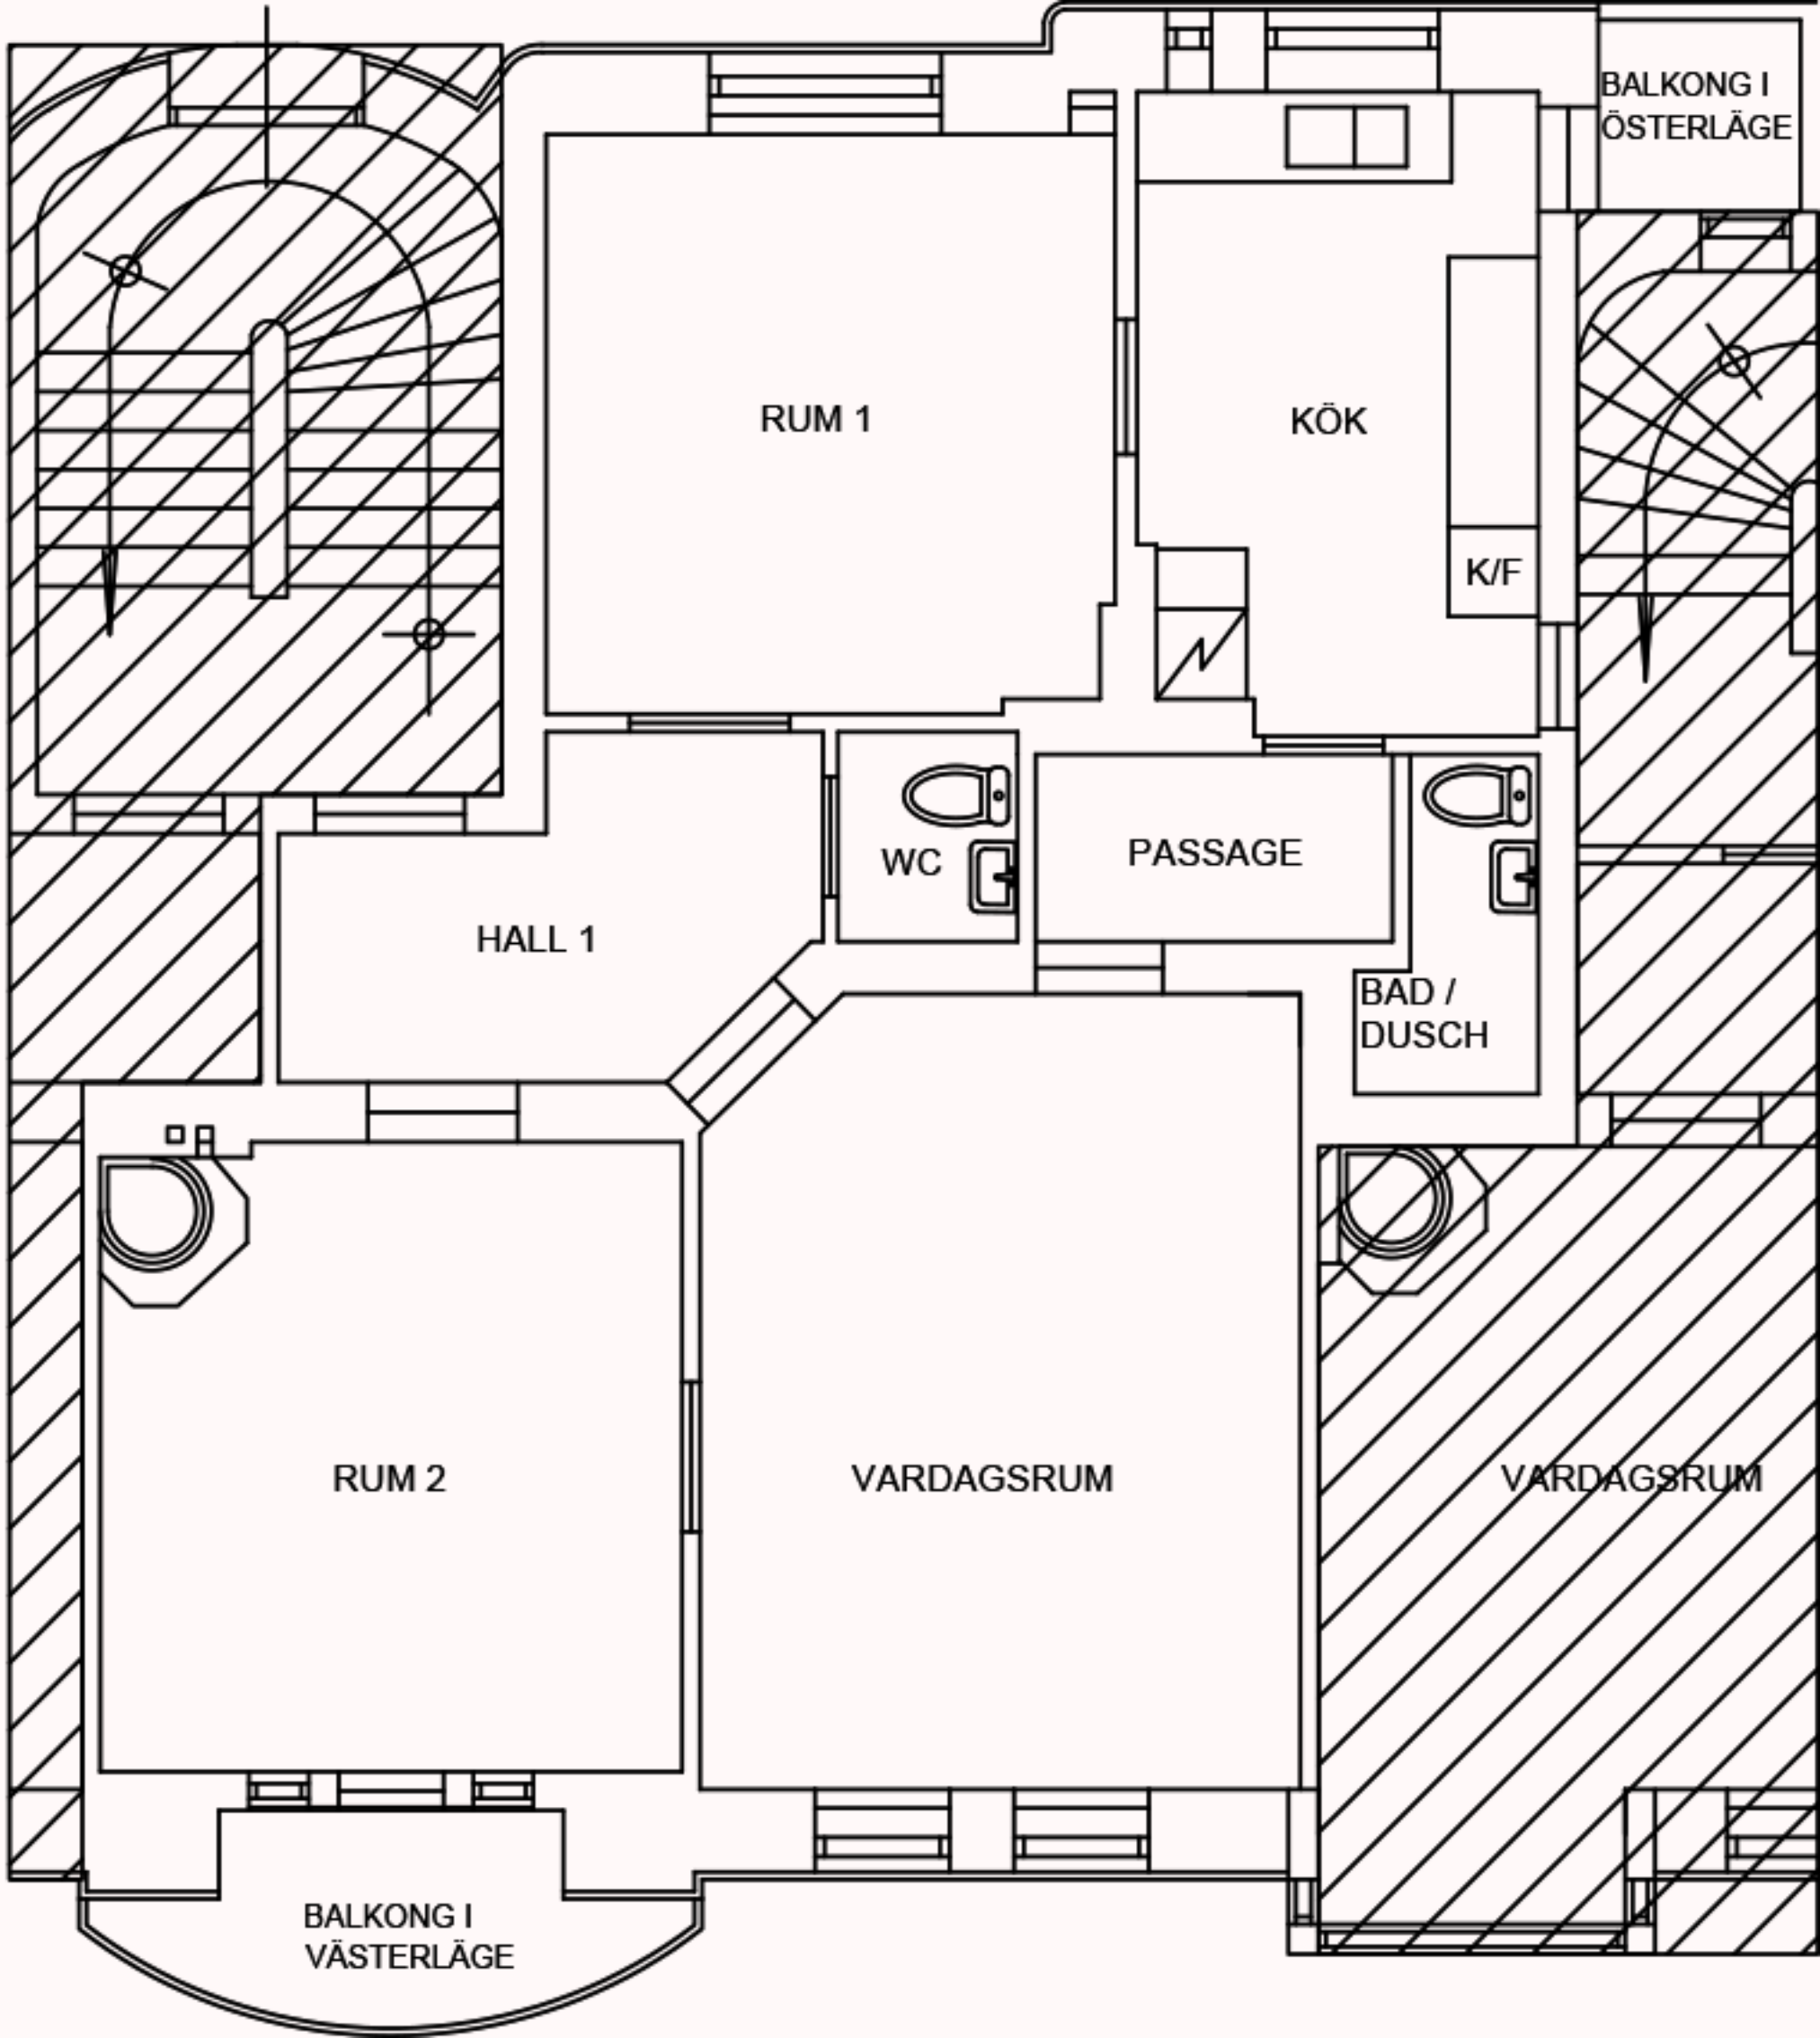 BALKONG I
ÖSTERLÄGE
RUM 1
KÖK
K/F
WC
PASSAGE
HALL 1
BAD /
DUSCH
RUM 2
VARDAGSRUM
VARDAGSRUM
BALKONG I
VÄSTERLÄGE